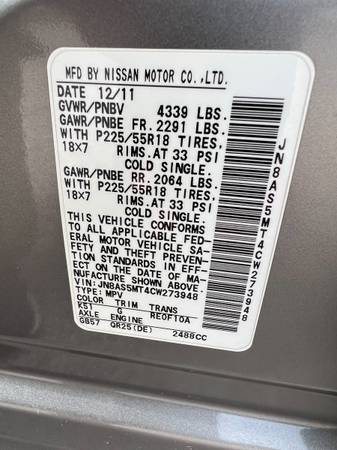 MFD BY NISSAN MOTOR CO.,LTD.
DATE 12/11
GVWR/PNBV 4339 LBS.
GAWR/PNBE FR. 2291 LBS.
WITH P225/55R18 TIRES,
18X7 RIMS.AT 33 PSI
COLD SINGLE.
GAWR/PNBE RR. 2064 LBS.
WITH P225/55R18 TIRES,
18X7 RIMS.AT 33 PSI
COLD SINGLE.
THIS VEHICLE CONFORMS
TO ALL APPLICABLE FED-
ERAL MOTOR VEHICLE SA-
FETY AND THEFT PREVEN-
TION STANDARDS IN EFF-
ECT ON THE DATE OF MA-
NUFACTURE SHOWN ABOVE.
VIN:JN8AS5MT4CW273948
TYPE:MPV
COLOR TRIM TRANS
K51 G RE0F10A
AXLE ENGINE
GB57 QR25(DE) 2488CC
JN8AS5MT4CW273948